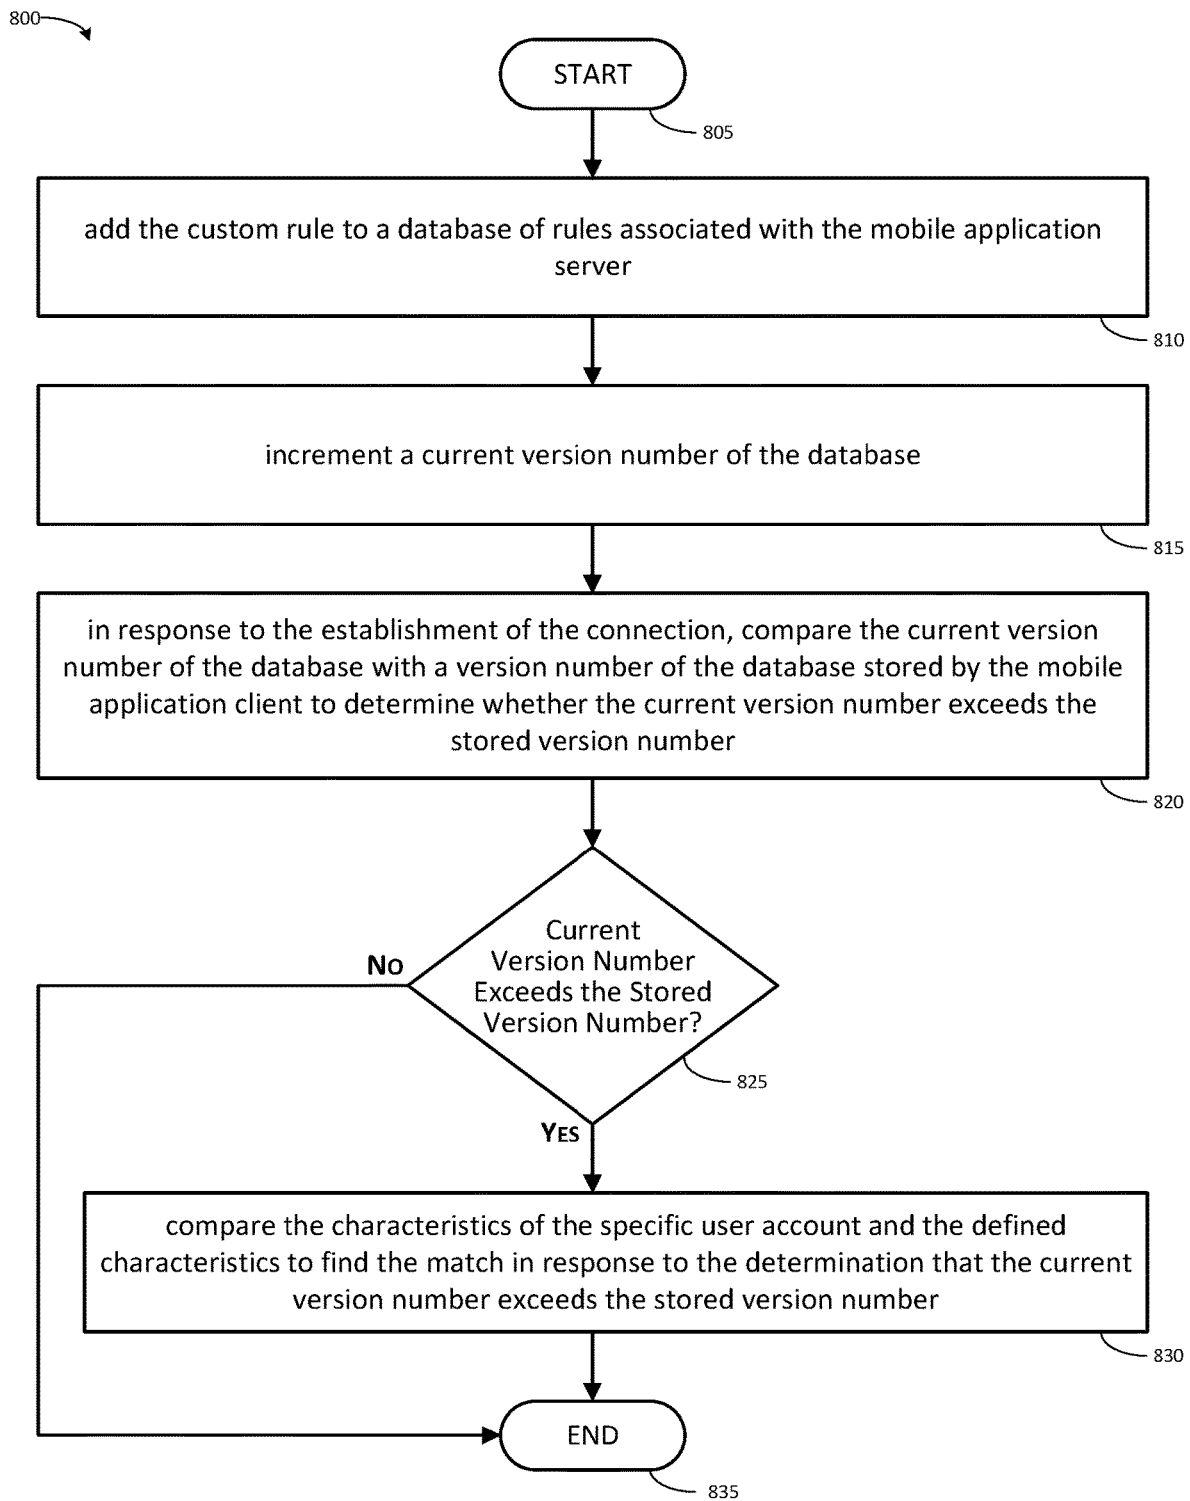 800
START
805
add the custom rule to a database of rules associated with the mobile application
server
810
increment a current version number of the database
815
in response to the establishment of the connection, compare the current version
number of the database with a version number of the database stored by the mobile
application client to determine whether the current version number exceeds the
stored version number
820
Current
Version Number
Exceeds the Stored
Version Number?
NO
825
YES
compare the characteristics of the specific user account and the defined
characteristics to find the match in response to the determination that the current
version number exceeds the stored version number
830
END
835